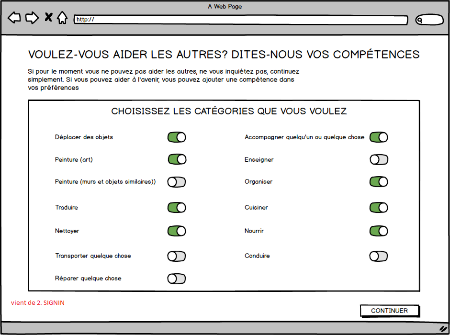 A Web Page
http://
VOULEZ-VOUS AIDER LES AUTRES? DITES-NOUS VOS COMPÉTENCES
Si pour le moment vous ne pouvez pas aider les autres, ne vous inquiétez pas, continuez
simplement. Si vous pouvez aider à l'avenir, vous pouvez ajouter une compétence dans
vos préférences
CHOISISSEZ LES CATÉGORIES QUE VOUS VOULEZ
Déplacer des objets
Accompagner quelqu'un ou quelque chose
Peinture (art)
Enseigner
Peinture (murs et objets similaires))
Organiser
Traduire
Cuisiner
Nettoyer
Nourrir
Transporter quelque chose
Conduire
Réparer quelque chose
vient de 2. SIGNIN
CONTINUER